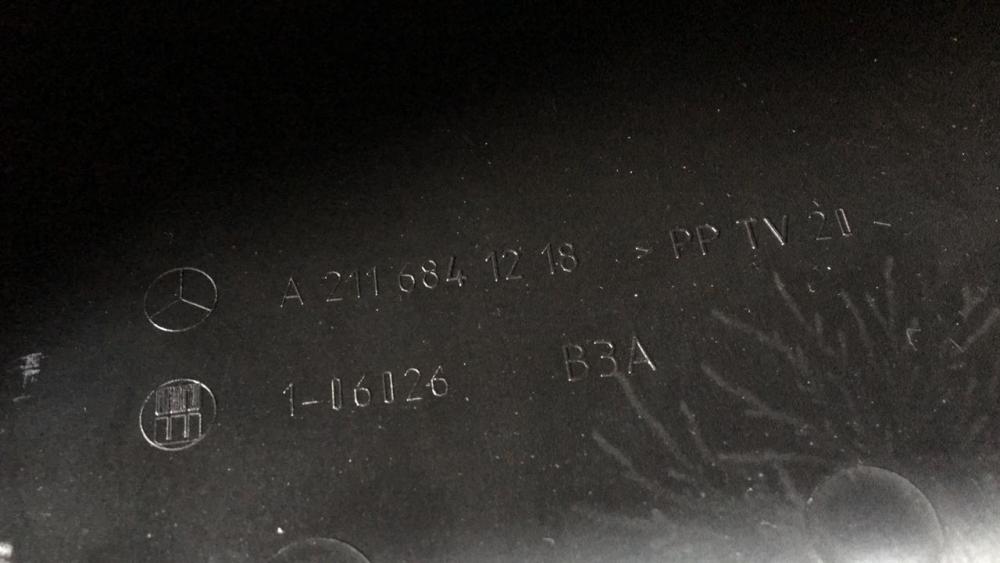 A 211 684 12 18 > PP TV 20 <
1-06026 B3A